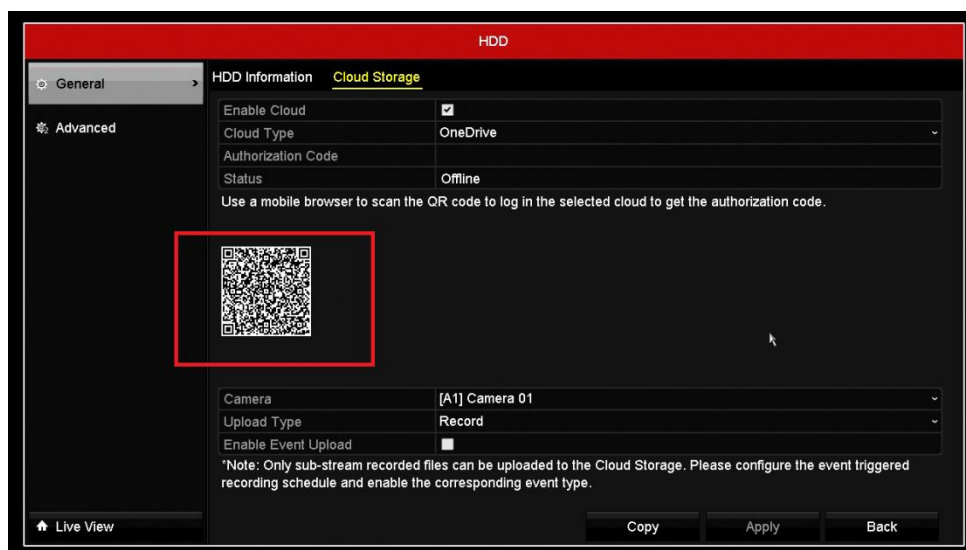 HDD
General
HDD Information Cloud Storage
Advanced
Enable Cloud
Cloud Type OneDrive
Authorization Code
Status Offline
Use a mobile browser to scan the QR code to log in the selected cloud to get the authorization code.
Camera [A1] Camera 01
Upload Type Record
Enable Event Upload
*Note: Only sub-stream recorded files can be uploaded to the Cloud Storage. Please configure the event triggered
recording schedule and enable the corresponding event type.
Live View
Copy Apply Back